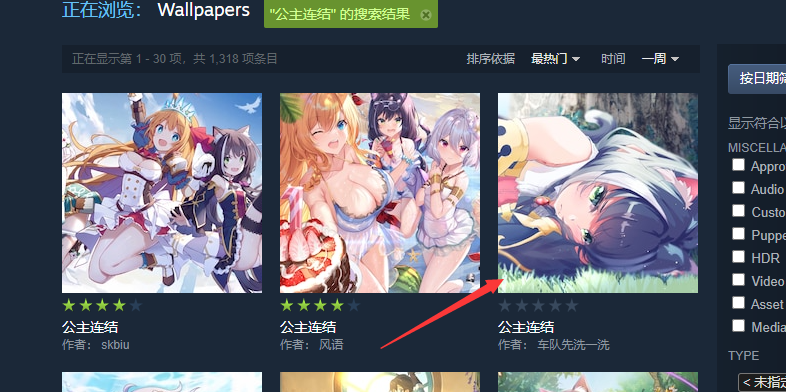 正在浏览： Wallpapers "公主连结" 的搜索结果
正在显示第 1 - 30 项，共 1,318 项条目 排序依据 最热门 时间 一周
按日期筛
显示符合以
MISCELLA
Appro
Audio
Custo
Puppe
HDR
Video
Asset
Media
TYPE
< 未指定
公主连结
作者： skbiu
公主连结
作者： 风语
公主连结
作者： 车队先洗一洗